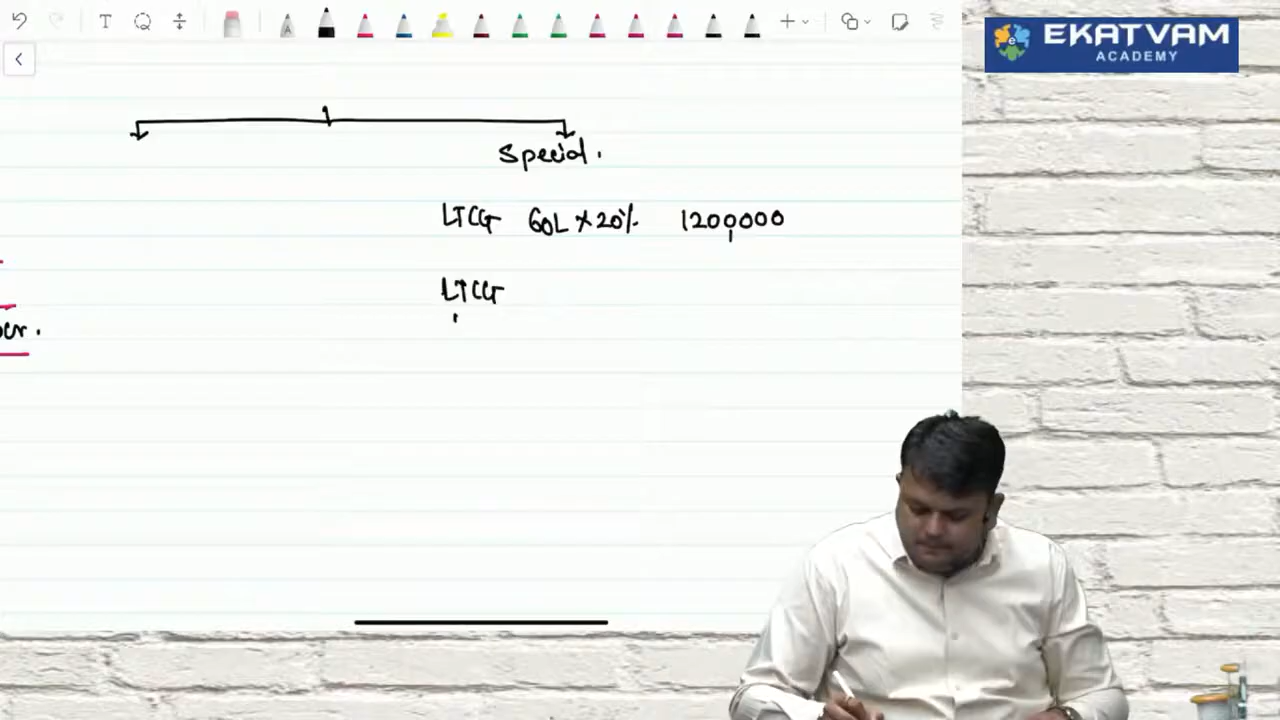 EKATVAM
ACADEMY
Special.
LTCG 60L × 20% 1200000
LTCG